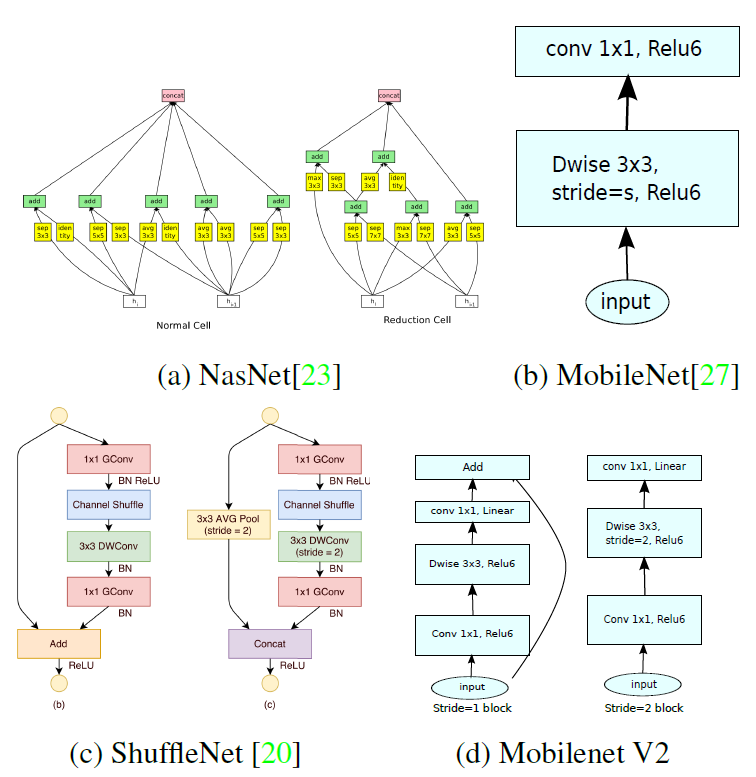 concat
add
add
add
add
add
sep
3x3
iden
tity
sep
5x5
sep
3x3
avg
3x3
iden
tity
avg
3x3
avg
3x3
sep
5x5
sep
3x3
h
i
h
i-1
Normal Cell
concat
add
add
max
3x3
sep
3x3
avg
3x3
iden
tity
add
add
add
sep
5x5
sep
7x7
max
3x3
sep
7x7
avg
3x3
sep
5x5
h
i
h
i-1
Reduction Cell
(a) NasNet[23]
conv 1x1, Relu6
Dwise 3x3,
stride=s, Relu6
input
(b) MobileNet[27]
1x1 GConv
BN ReLU
Channel Shuffle
3x3 DWConv
BN
1x1 GConv
BN
Add
ReLU
(b)
1x1 GConv
BN ReLU
3x3 AVG Pool
(stride = 2)
Channel Shuffle
3x3 DWConv
(stride = 2)
BN
1x1 GConv
BN
Concat
ReLU
(c)
(c) ShuffleNet [20]
Add
conv 1x1, Linear
Dwise 3x3, Relu6
Conv 1x1, Relu6
input
Stride=1 block
conv 1x1, Linear
Dwise 3x3,
stride=2, Relu6
Conv 1x1, Relu6
input
Stride=2 block
(d) Mobilenet V2